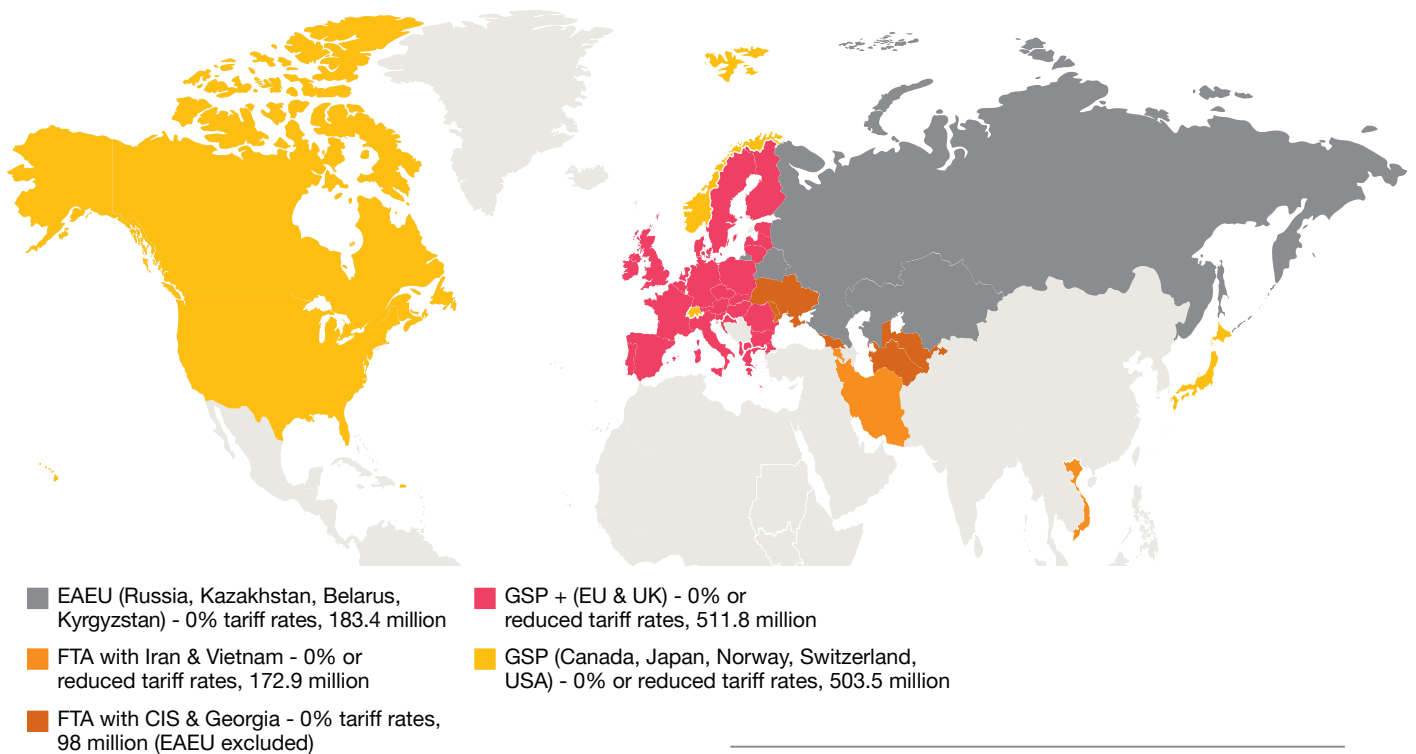 EAEU (Russia, Kazakhstan, Belarus,
Kyrgyzstan) - 0% tariff rates, 183.4 million
FTA with Iran & Vietnam - 0% or
reduced tariff rates, 172.9 million
FTA with CIS & Georgia - 0% tariff rates,
98 million (EAEU excluded)
GSP + (EU & UK) - 0% or
reduced tariff rates, 511.8 million
GSP (Canada, Japan, Norway, Switzerland,
USA) - 0% or reduced tariff rates, 503.5 million